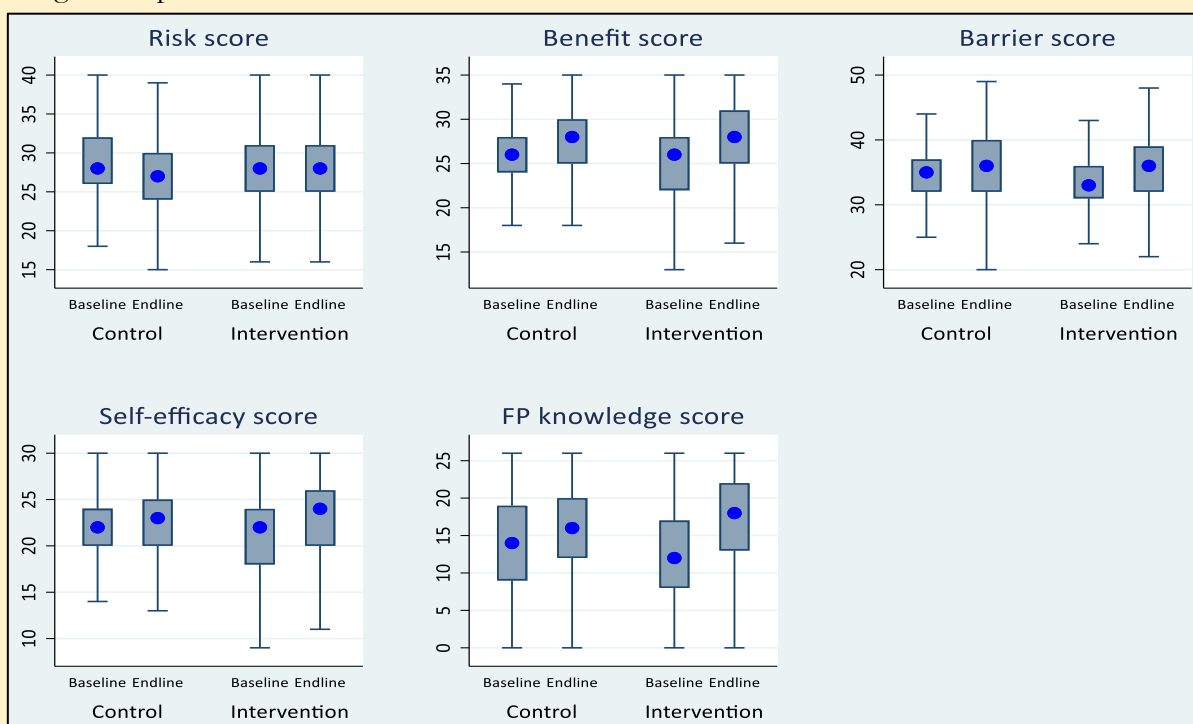 Risk score
40
35
30
25
20
15
Baseline Endline Baseline Endline
Control Intervention
Benefit score
35
30
25
20
15
Baseline Endline Baseline Endline
Control Intervention
Barrier score
50
40
30
20
Baseline Endline Baseline Endline
Control Intervention
Self-efficacy score
30
25
20
15
10
Baseline Endline Baseline Endline
Control Intervention
FP knowledge score
25
20
15
10
5
0
Baseline Endline Baseline Endline
Control Intervention